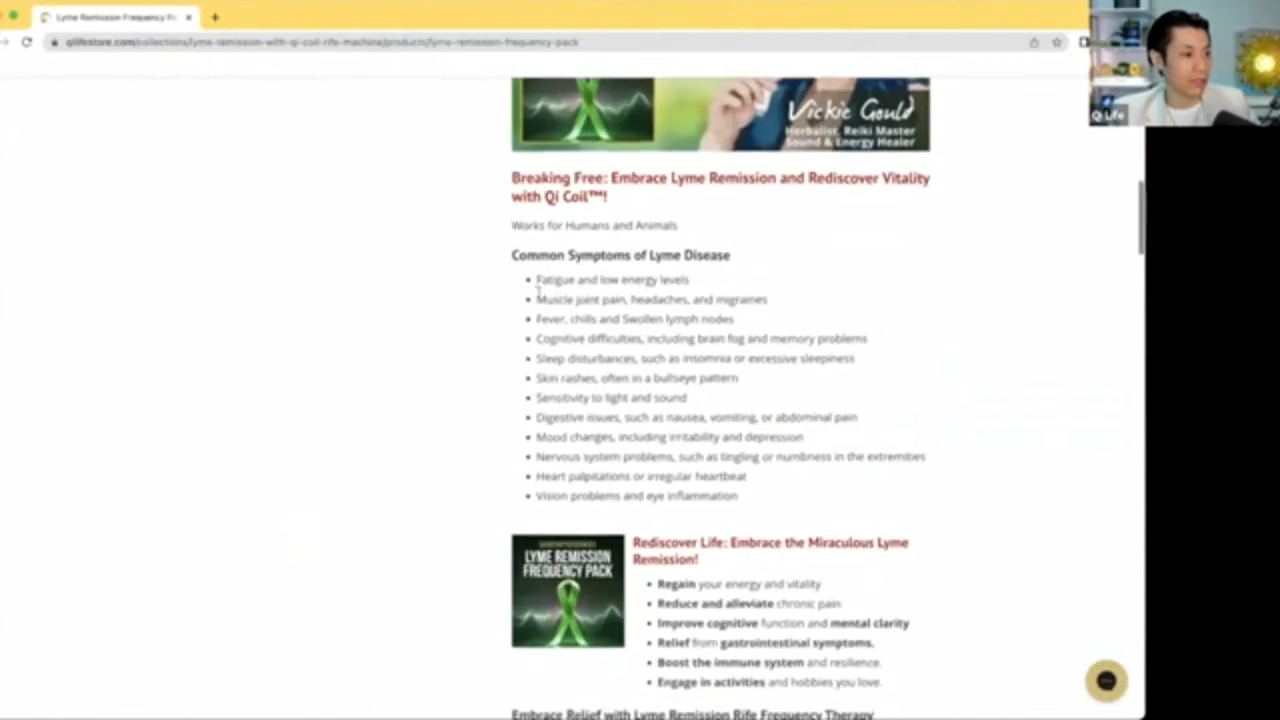 Lyme Remission Frequency Pa
qilifestore.com/collections/lyme-remission-with-qi-coil-rife-machine/products/lyme-remission-frequency-pack
Qi Life
Vickie Gould
Herbalist, Reiki Master
Sound & Energy Healer
Breaking Free: Embrace Lyme Remission and Rediscover Vitality
with Qi Coil™!
Works for Humans and Animals
Common Symptoms of Lyme Disease
Fatigue and low energy levels
Muscle joint pain, headaches, and migraines
Fever, chills and Swollen lymph nodes
Cognitive difficulties, including brain fog and memory problems
Sleep disturbances, such as insomnia or excessive sleepiness
Skin rashes, often in a bullseye pattern
Sensitivity to light and sound
Digestive issues, such as nausea, vomiting, or abdominal pain
Mood changes, including irritability and depression
Nervous system problems, such as tingling or numbness in the extremities
Heart palpitations or irregular heartbeat
Vision problems and eye inflammation
LYME REMISSION
FREQUENCY PACK
Rediscover Life: Embrace the Miraculous Lyme
Remission!
Regain your energy and vitality
Reduce and alleviate chronic pain
Improve cognitive function and mental clarity
Relief from gastrointestinal symptoms.
Boost the immune system and resilience.
Engage in activities and hobbies you love.
Embrace Relief with Lyme Remission Rife Frequency Therapy